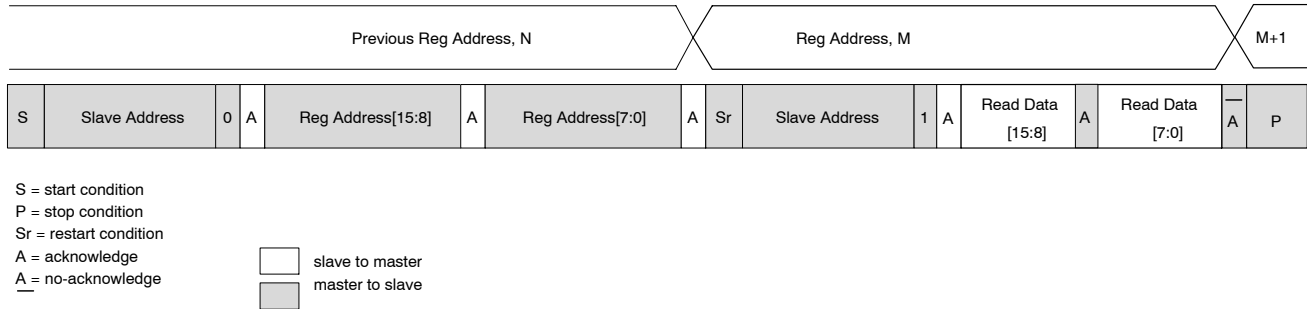 Previous Reg Address, N Reg Address, M M+1
S Slave Address 0 A Reg Address[15:8] A Reg Address[7:0] A Sr Slave Address 1 A Read Data [15:8] A Read Data [7:0] A̅ P
S = start condition
P = stop condition
Sr = restart condition
A = acknowledge
A̲ = no-acknowledge
slave to master
master to slave